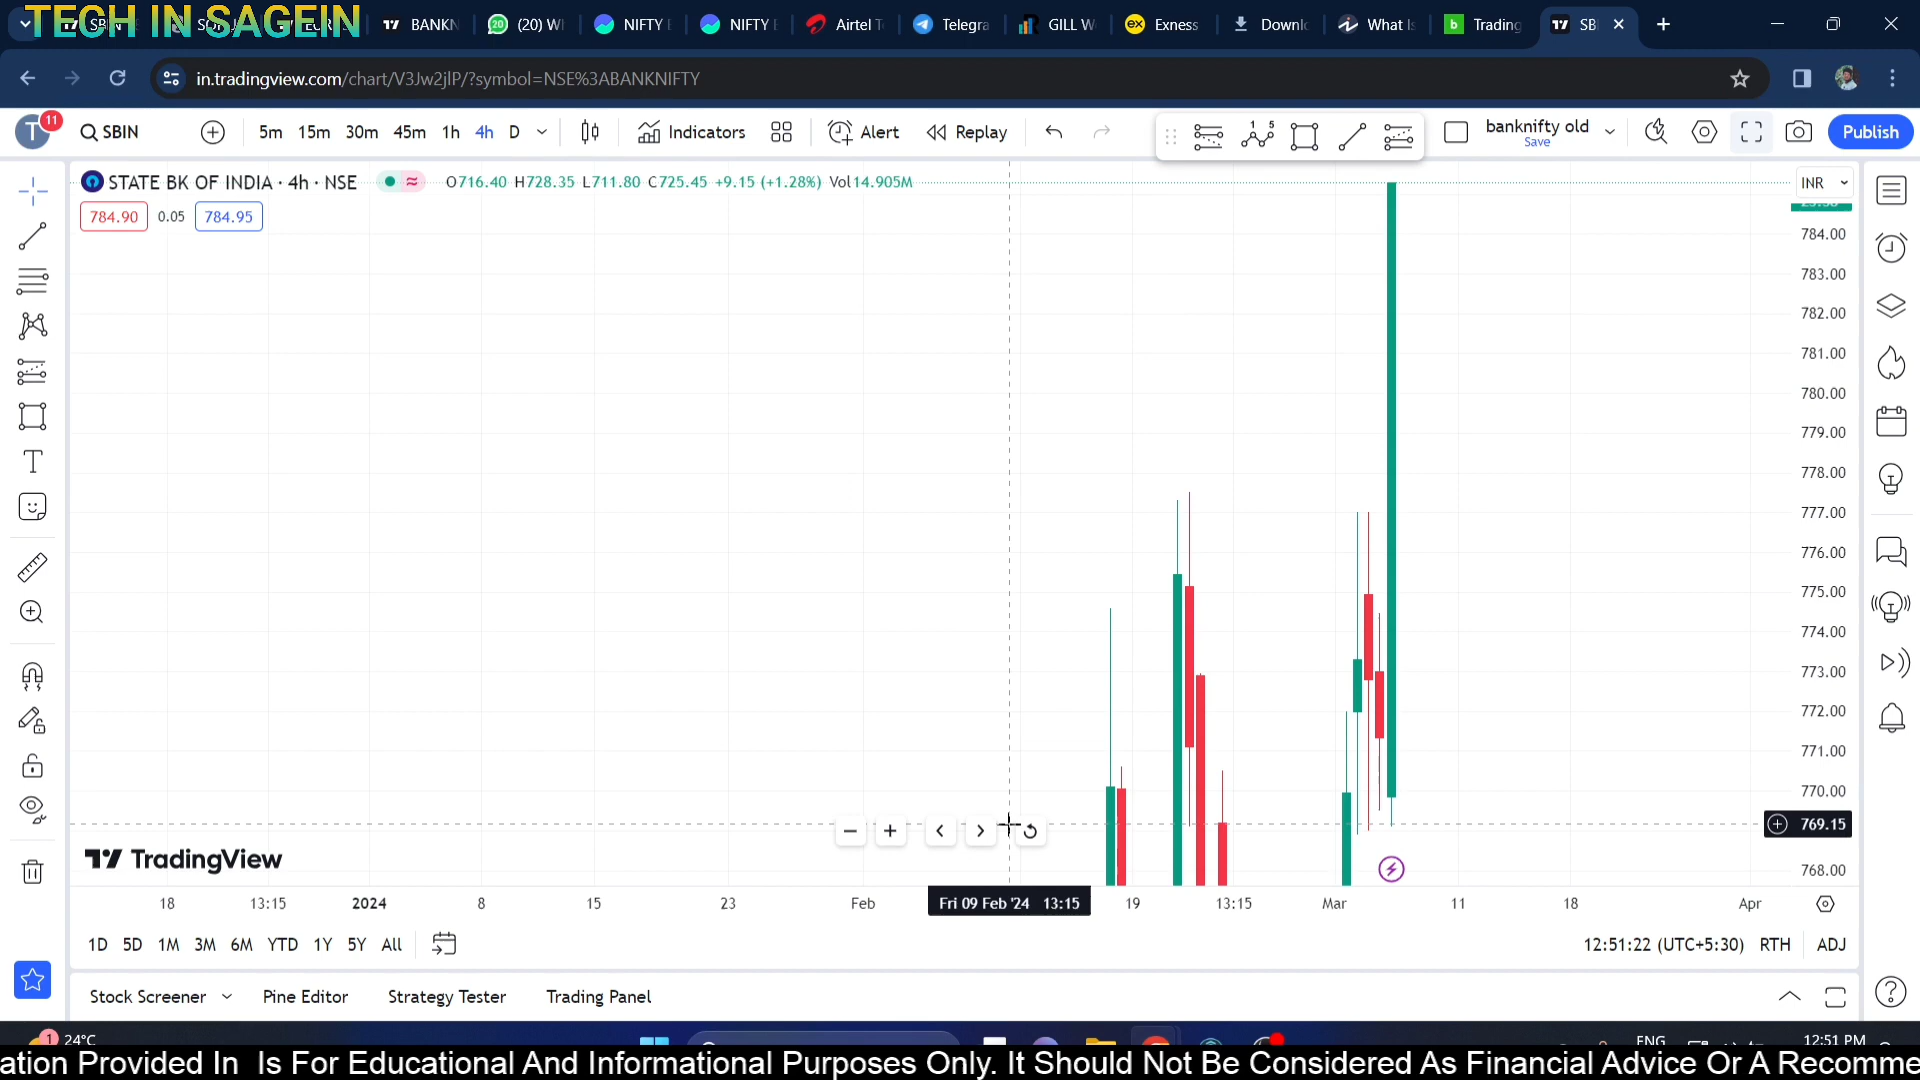 TECH IN SAGEIN
BANKN
(20) W
NIFTY
NIFTY
Airtel T
Telegra
GILL W
Exness
Downl
What Is
Trading
SB
in.tradingview.com/chart/V3Jw2jlP/?symbol=NSE%3ABANKNIFTY
T 11 SBIN 5m 15m 30m 45m 1h 4h D Indicators Alert Replay banknifty old Save Publish
STATE BK OF INDIA · 4h · NSE O716.40 H728.35 L711.80 C725.45 +9.15 (+1.28%) Vol14.905M INR
784.90 0.05 784.95
784.00
783.00
782.00
781.00
780.00
779.00
778.00
777.00
776.00
775.00
774.00
773.00
772.00
771.00
770.00
769.15
768.00
TradingView
18 13:15 2024 8 15 23 Feb Fri 09 Feb '24 13:15 19 13:15 Mar 11 18 Apr
1D 5D 1M 3M 6M YTD 1Y 5Y All 12:51:22 (UTC+5:30) RTH ADJ
Stock Screener Pine Editor Strategy Tester Trading Panel
1 24°C ENG 12:51 PM
ation Provided In Is For Educational And Informational Purposes Only. It Should Not Be Considered As Financial Advice Or A Recomme